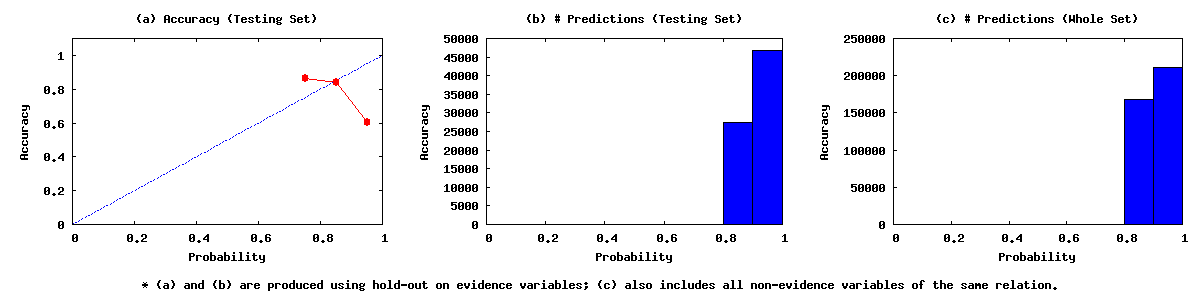 (a) Accuracy (Testing Set)
1
0.8
0.6
0.4
0.2
0
Accuracy
0 0.2 0.4 0.6 0.8 1
Probability
(b) # Predictions (Testing Set)
50000
45000
40000
35000
30000
25000
20000
15000
10000
5000
0
Accuracy
0 0.2 0.4 0.6 0.8 1
Probability
(c) # Predictions (Whole Set)
250000
200000
150000
100000
50000
0
Accuracy
0 0.2 0.4 0.6 0.8 1
Probability
* (a) and (b) are produced using hold-out on evidence variables; (c) also includes all non-evidence variables of the same relation.